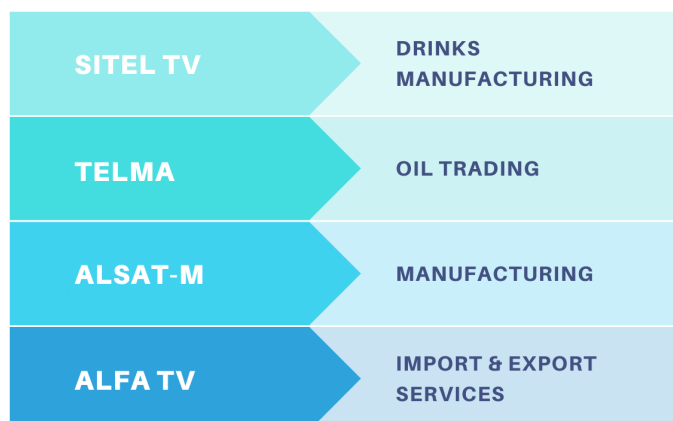 SITEL TV
DRINKS
MANUFACTURING
TELMA
OIL TRADING
ALSAT-M
MANUFACTURING
ALFA TV
IMPORT & EXPORT
SERVICES